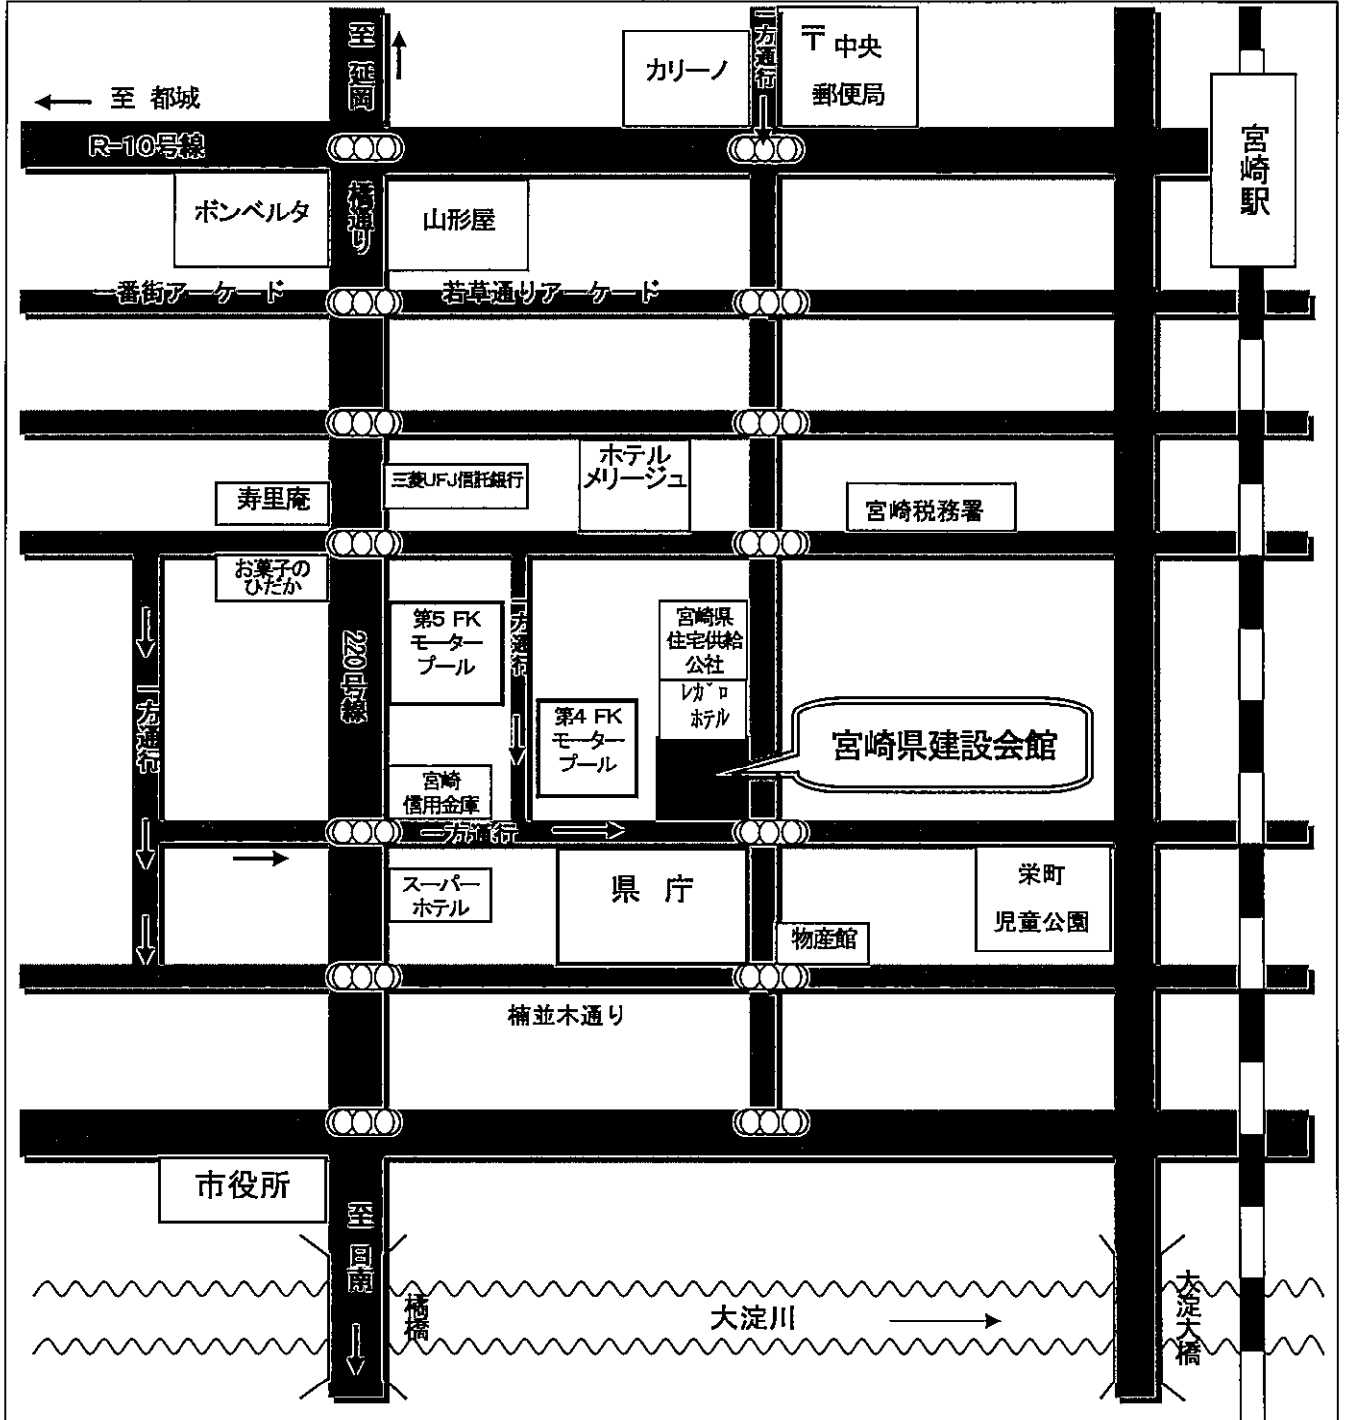 至 延岡
一方通行
カリーノ
〒 中央
郵便局
至 都城
R-10号線
宮崎駅
ボンベルタ
橘通り
山形屋
一番街アーケード
若草通りアーケード
寿里庵
三菱UFJ信託銀行
ホテル
メリージュ
宮崎税務署
お菓子の
ひだか
第5 FK
モーター
プール
一方通行
宮崎県
住宅供給
公社
レガロ
ホテル
220号線
一方通行
第4 FK
モーター
プール
宮崎県建設会館
宮崎
信用金庫
一方通行
スーパー
ホテル
県 庁
栄町
児童公園
物産館
楠並木通り
市役所
至 日南
橘橋
大淀川
大淀大橋